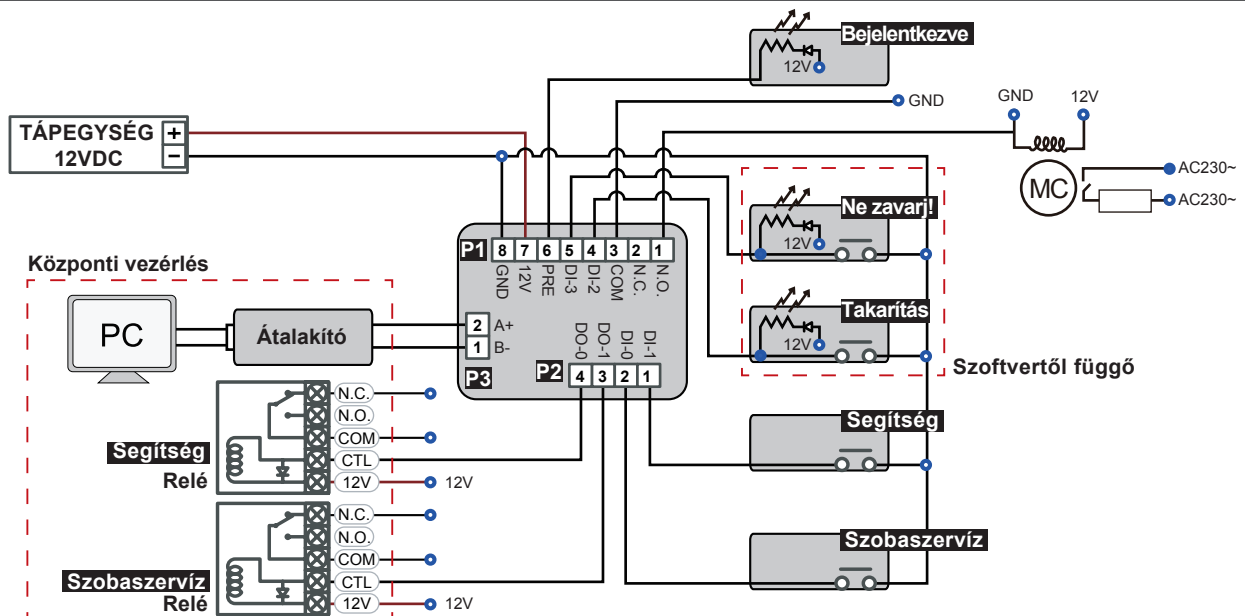 Bejelentkezve
12V
GND
GND
12V
TÁPEGYSÉG
12VDC
+
−
MC
AC230~
AC230~
Ne zavarj!
12V
P1
8 7 6 5 4 3 2 1
GND 12V PRE DI-3 DI-2 COM N.C. N.O.
Központi vezérlés
PC
Átalakító
2 A+
1 B-
P3
DO-0 DO-1 DI-0 DI-1
P2
4 3 2 1
Takarítás
12V
Szoftvertől függő
N.C.
N.O.
COM
CTL
12V
12V
Segítség
Relé
Segítség
N.C.
N.O.
COM
CTL
12V
12V
Szobaszervíz
Relé
Szobaszervíz